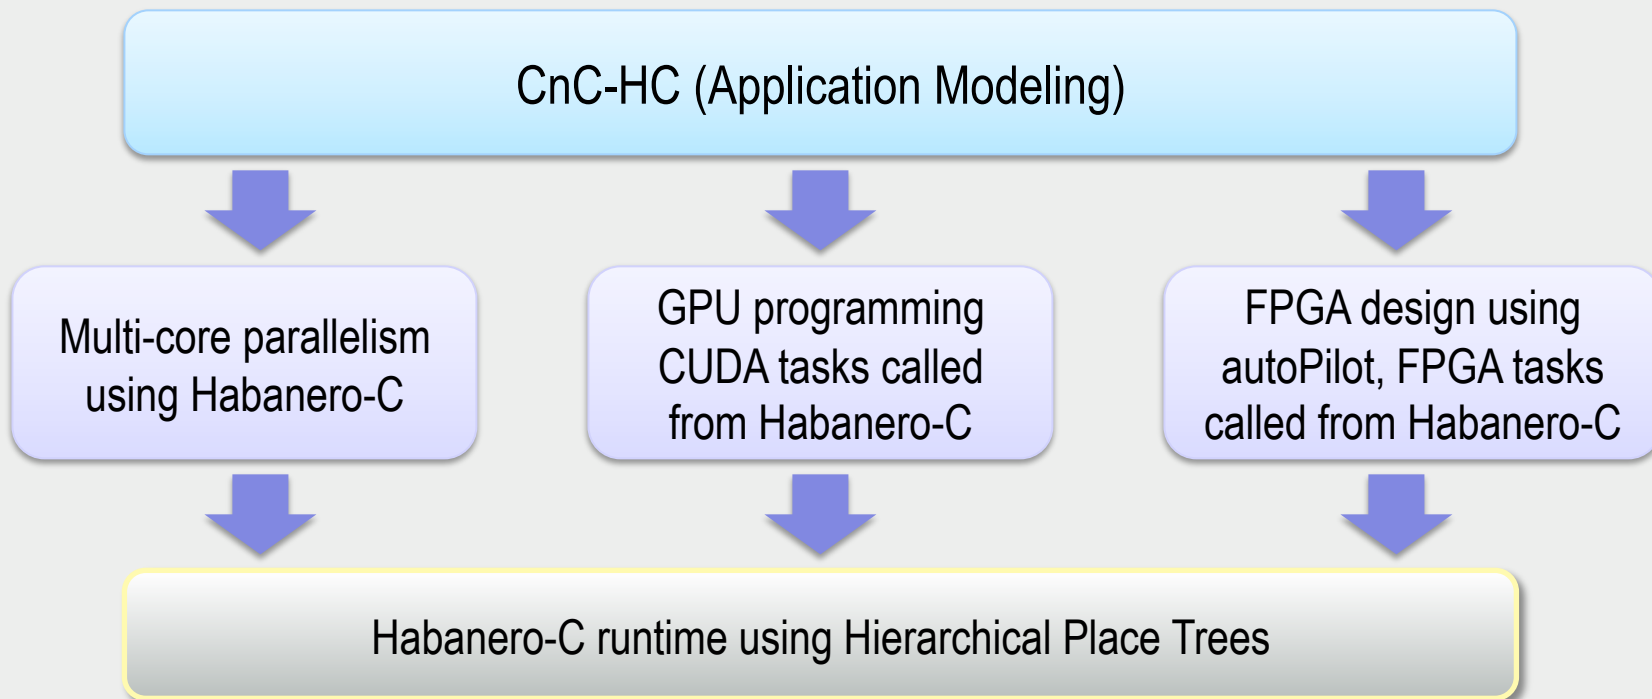 CnC-HC (Application Modeling)
Multi-core parallelism
using Habanero-C
GPU programming
CUDA tasks called
from Habanero-C
FPGA design using
autoPilot, FPGA tasks
called from Habanero-C
Habanero-C runtime using Hierarchical Place Trees